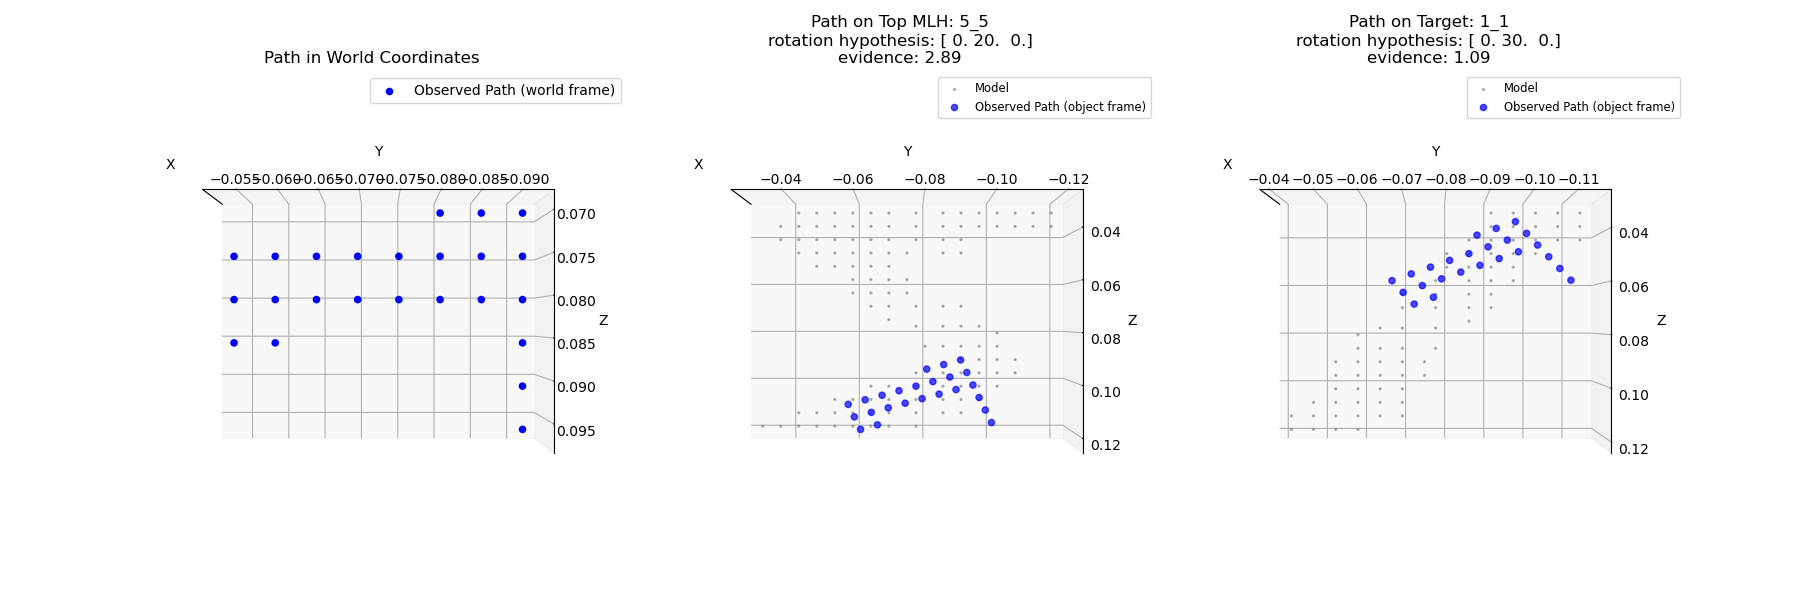 Path in World Coordinates
Observed Path (world frame)
X
Y
−0.055 −0.060 −0.065 −0.070 −0.075 −0.080 −0.085 −0.090
0.070
0.075
0.080
Z
0.085
0.090
0.095
Path on Top MLH: 5_5
rotation hypothesis: [ 0. 20.  0.]
evidence: 2.89
Model
Observed Path (object frame)
X
Y
−0.04 −0.06 −0.08 −0.10 −0.12
0.04
0.06
Z
0.08
0.10
0.12
Path on Target: 1_1
rotation hypothesis: [ 0. 30.  0.]
evidence: 1.09
Model
Observed Path (object frame)
X
Y
−0.04 −0.05 −0.06 −0.07 −0.08 −0.09 −0.10 −0.11
0.04
0.06
Z
0.08
0.10
0.12